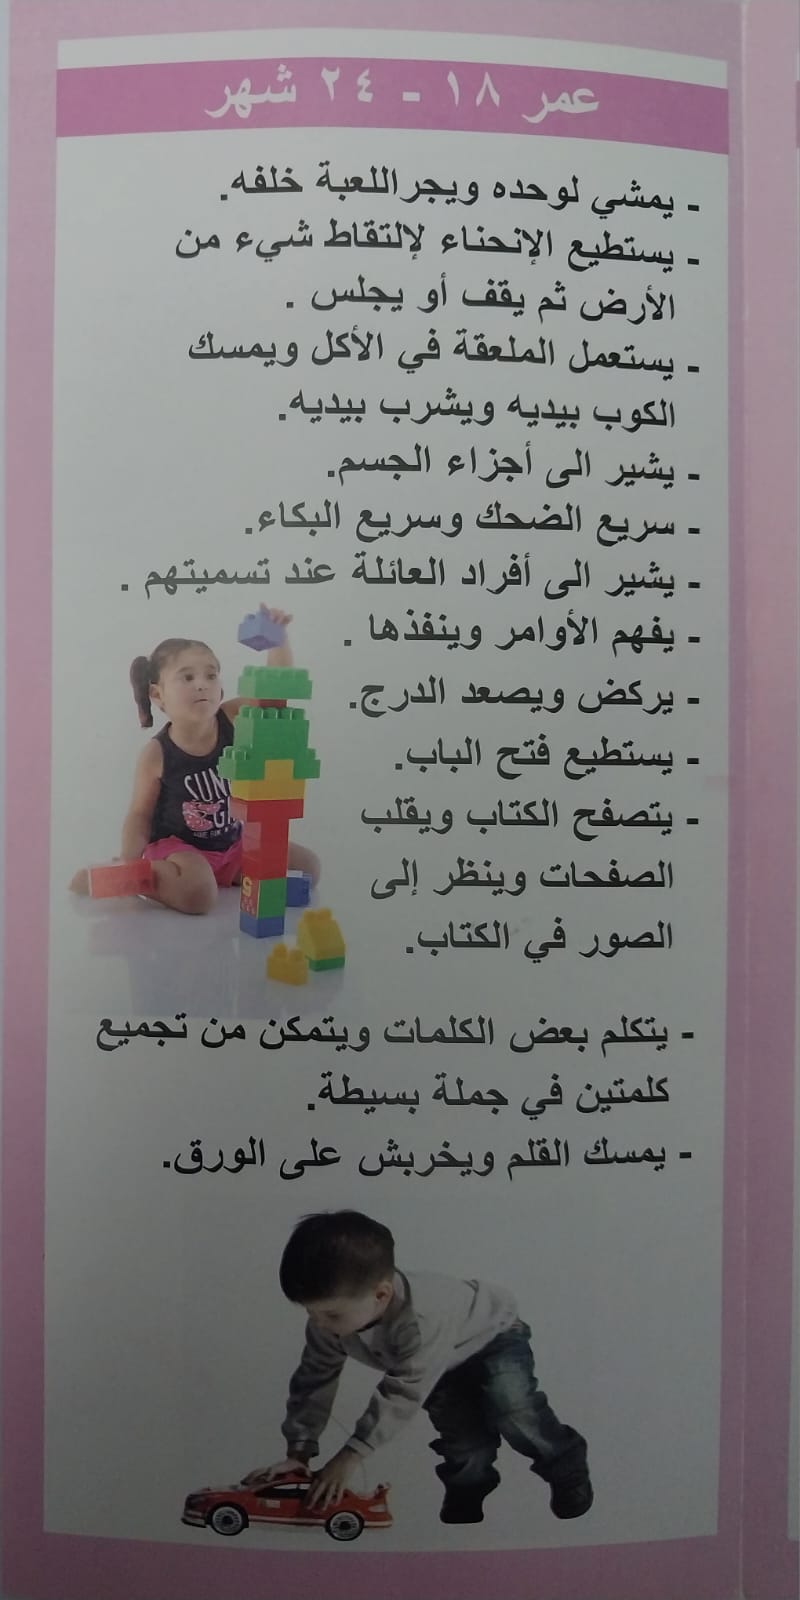 عمر ١٨ - ٢٤ شهر
- يمشي لوحده ويجر اللعبة خلفه.
- يستطيع الإنحناء لإلتقاط شيء من
الأرض ثم يقف أو يجلس .
- يستعمل الملعقة في الأكل ويمسك
الكوب بيديه ويشرب بيديه.
- يشير الى أجزاء الجسم.
- سريع الضحك وسريع البكاء.
- يشير الى أفراد العائلة عند تسميتهم .
- يفهم الأوامر وينفذها .
- يركض ويصعد الدرج.
- يستطيع فتح الباب.
- يتصفح الكتاب ويقلب
الصفحات وينظر إلى
الصور في الكتاب.
- يتكلم بعض الكلمات ويتمكن من تجميع
كلمتين في جملة بسيطة.
- يمسك القلم ويخربش على الورق.
SUN